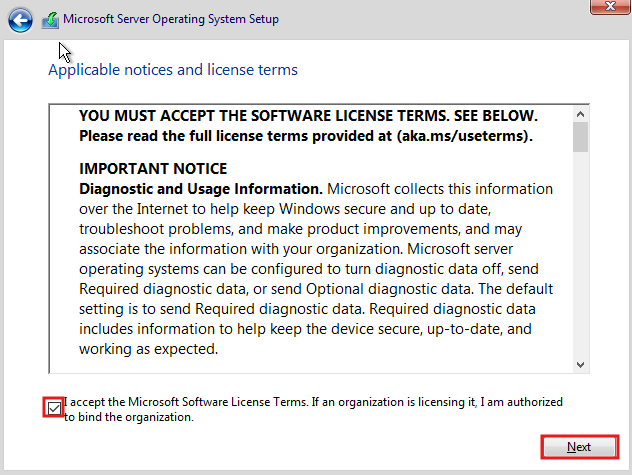 Microsoft Server Operating System Setup
Applicable notices and license terms
YOU MUST ACCEPT THE SOFTWARE LICENSE TERMS. SEE BELOW.
Please read the full license terms provided at (aka.ms/useterms).
IMPORTANT NOTICE
Diagnostic and Usage Information. Microsoft collects this information
over the Internet to help keep Windows secure and up to date,
troubleshoot problems, and make product improvements, and may
associate the information with your organization. Microsoft server
operating systems can be configured to turn diagnostic data off, send
Required diagnostic data, or send Optional diagnostic data. The default
setting is to send Required diagnostic data. Required diagnostic data
includes information to help keep the device secure, up-to-date, and
working as expected.
I accept the Microsoft Software License Terms. If an organization is licensing it, I am authorized
to bind the organization.
Next